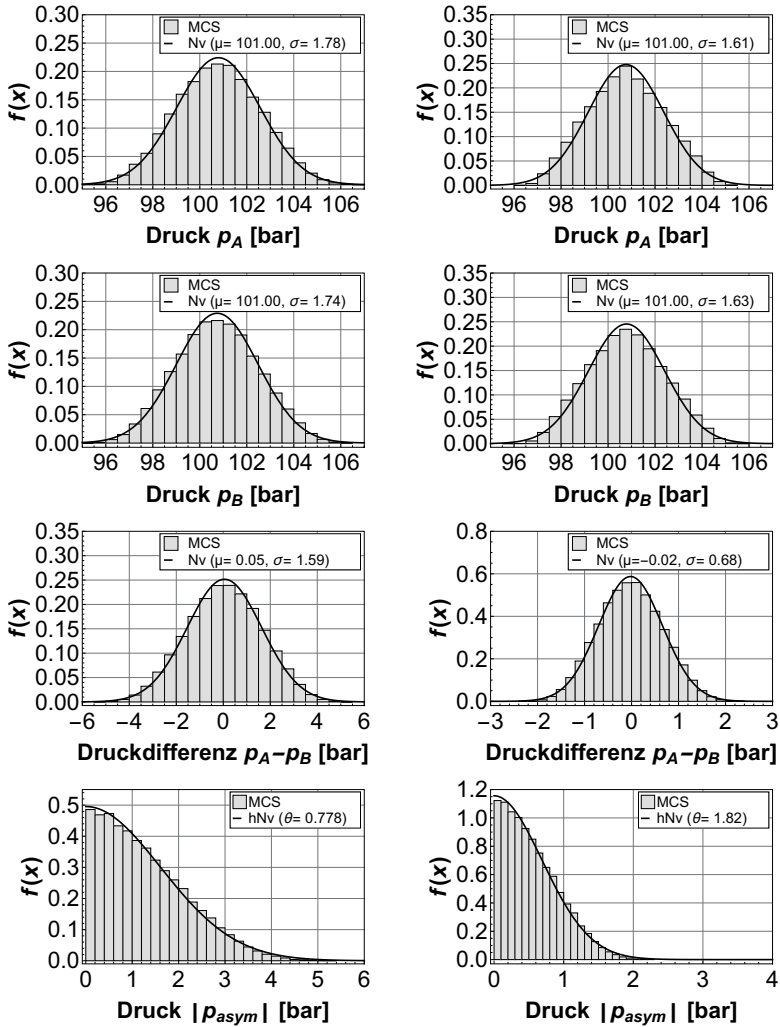 MCS
Nv (μ= 101.00, σ= 1.78)
0.30
0.25
0.20
0.15
0.10
0.05
0.00
f(x)
96 98 100 102 104 106
Druck pA [bar]
MCS
Nv (μ= 101.00, σ= 1.61)
0.35
0.30
0.25
0.20
0.15
0.10
0.05
0.00
f(x)
96 98 100 102 104 106
Druck pA [bar]
MCS
Nv (μ= 101.00, σ= 1.74)
0.30
0.25
0.20
0.15
0.10
0.05
0.00
f(x)
96 98 100 102 104 106
Druck pB [bar]
MCS
Nv (μ= 101.00, σ= 1.63)
0.35
0.30
0.25
0.20
0.15
0.10
0.05
0.00
f(x)
96 98 100 102 104 106
Druck pB [bar]
MCS
Nv (μ= 0.05, σ= 1.59)
0.35
0.30
0.25
0.20
0.15
0.10
0.05
0.00
f(x)
−6 −4 −2 0 2 4 6
Druckdifferenz pA−pB [bar]
MCS
Nv (μ=−0.02, σ= 0.68)
0.8
0.6
0.4
0.2
0.0
f(x)
−3 −2 −1 0 1 2 3
Druckdifferenz pA−pB [bar]
MCS
hNv (θ= 0.778)
0.5
0.4
0.3
0.2
0.1
0.0
f(x)
0 1 2 3 4 5 6
Druck |pasym| [bar]
MCS
hNv (θ= 1.82)
1.2
1.0
0.8
0.6
0.4
0.2
0.0
f(x)
0 1 2 3 4
Druck |pasym| [bar]